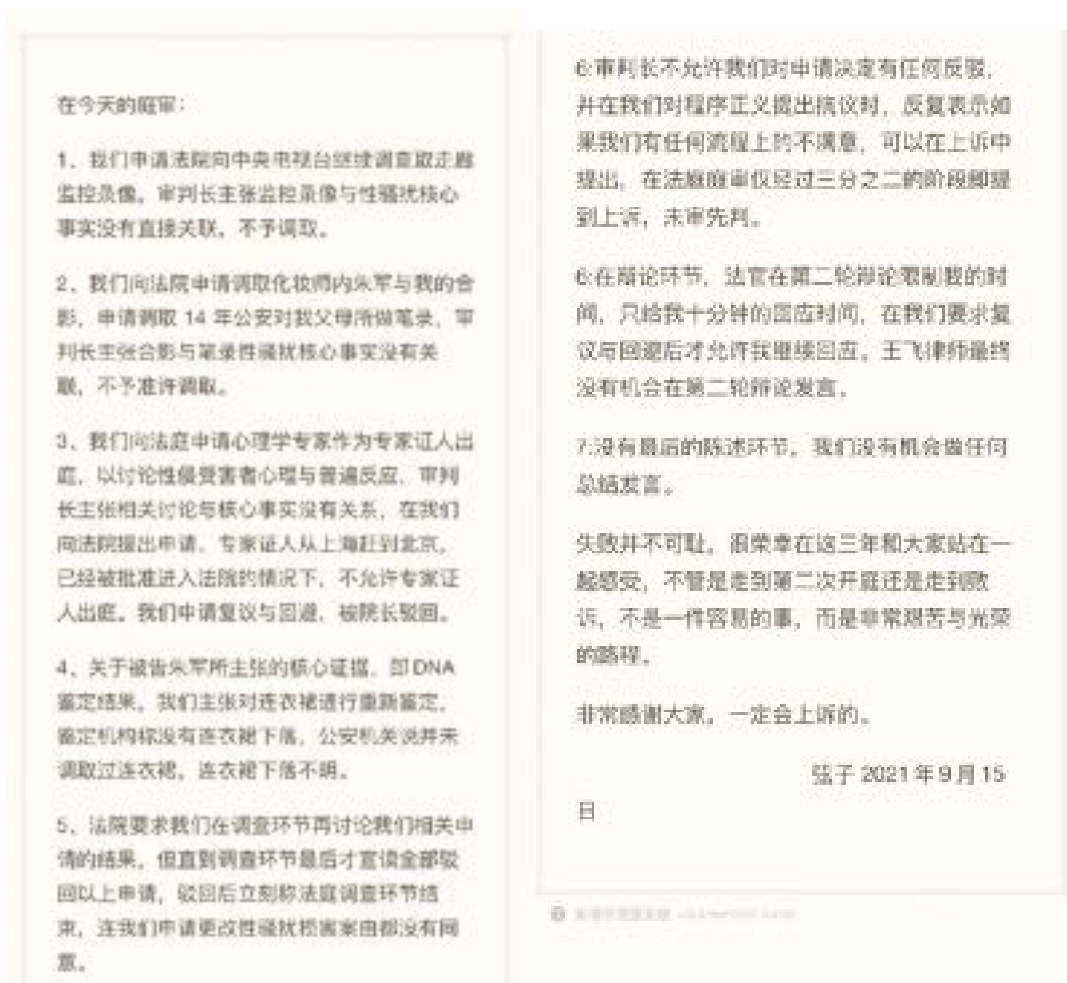 在今天的庭审：
1、我们申请法院向中央电视台继续调查取走廊
监控录像。审判长主张监控录像与性骚扰核心
事实没有直接关联，不予调取。
2、我们向法院申请调取化妆师内朱军与我的合
影，申请调取 14 年公安对我父母所做笔录，审
判长主张合影与笔录性骚扰核心事实没有关
联，不予准许调取。
3、我们向法庭申请心理学专家作为专家证人出
庭，以讨论性侵受害者心理与普遍反应，审判
长主张相关讨论与核心事实没有关系，在我们
向法院提出申请，专家证人从上海赶到北京，
已经被批准进入法院的情况下，不允许专家证
人出庭。我们申请复议与回避，被院长驳回。
4、关于被告朱军所主张的核心证据，即 DNA
鉴定结果，我们主张对连衣裙进行重新鉴定，
鉴定机构称没有连衣裙下落，公安机关说并未
调取过连衣裙，连衣裙下落不明。
5、法院要求我们在调查环节再讨论我们相关申
请的结果，但直到调查环节最后才宣读全部驳
回以上申请，驳回后立刻称法庭调查环节结
束，连我们申请更改性骚扰损害案由都没有同
意。
6:审判长不允许我们对申请决定有任何反驳，
并在我们对程序正义提出抗议时，反复表示如
果我们有任何流程上的不满意，可以在上诉中
提出，在法庭庭审仅经过三分之二的阶段即提
到上诉，未审先判。
6:在辩论环节，法官在第二轮辩论限制我的时
间，只给我十分钟的回应时间，在我们要求复
议与回避后才允许我继续回应。王飞律师最终
没有机会在第二轮辩论发言。
7:没有最后的陈述环节，我们没有机会做任何
总结发言。
失败并不可耻，很荣幸在这三年和大家站在一
起感受，不管是走到第二次开庭还是走到败
诉，不是一件容易的事，而是非常艰苦与光荣
的路程。
非常感谢大家，一定会上诉的。
弦子 2021 年 9 月 15
日